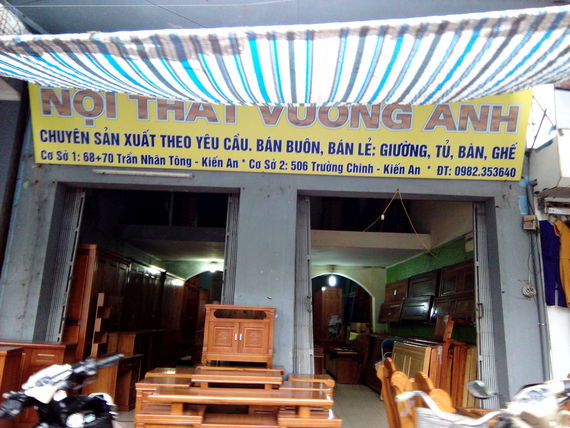 NỘI THẤT VƯƠNG ANH
CHUYÊN SẢN XUẤT THEO YÊU CẦU. BÁN BUÔN, BÁN LẺ: GIƯỜNG, TỦ, BÀN, GHẾ
Cơ Sở 1: 68+70 Trần Nhân Tông - Kiến An * Cơ Sở 2: 506 Trường Chinh - Kiến An * ĐT: 0982.353640